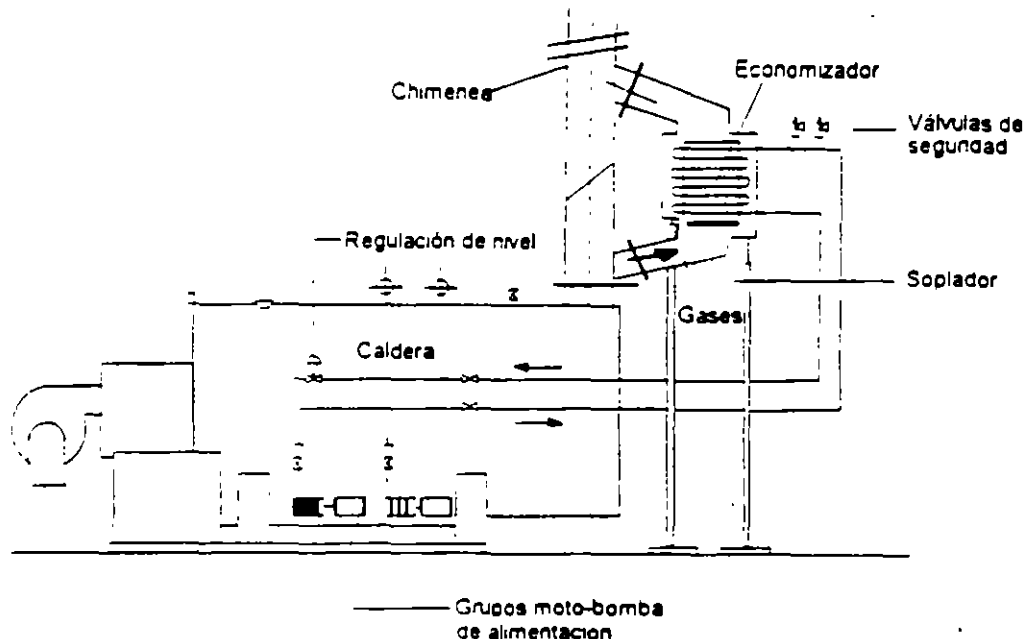 Chimenea
Economizador
Válvulas de
seguridad
Regulación de nivel
Soplador
Gases
Caldera
Grupos moto-bomba
de alimentacion